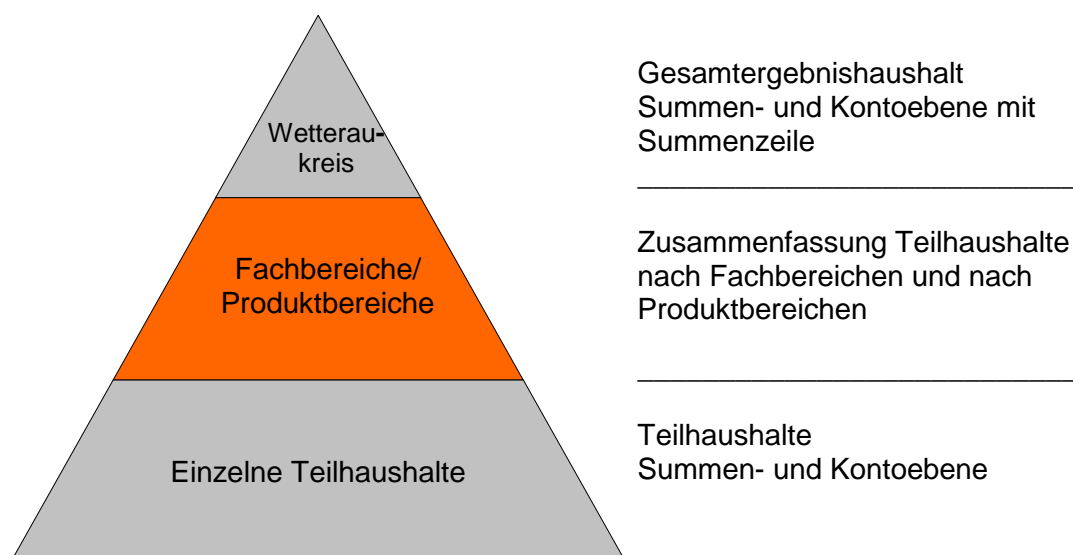 Wetterau-
kreis
Gesamtergebnishaushalt
Summen- und Kontoebene mit
Summenzeile
Fachbereiche/
Produktbereiche
Zusammenfassung Teilhaushalte
nach Fachbereichen und nach
Produktbereichen
Einzelne Teilhaushalte
Teilhaushalte
Summen- und Kontoebene